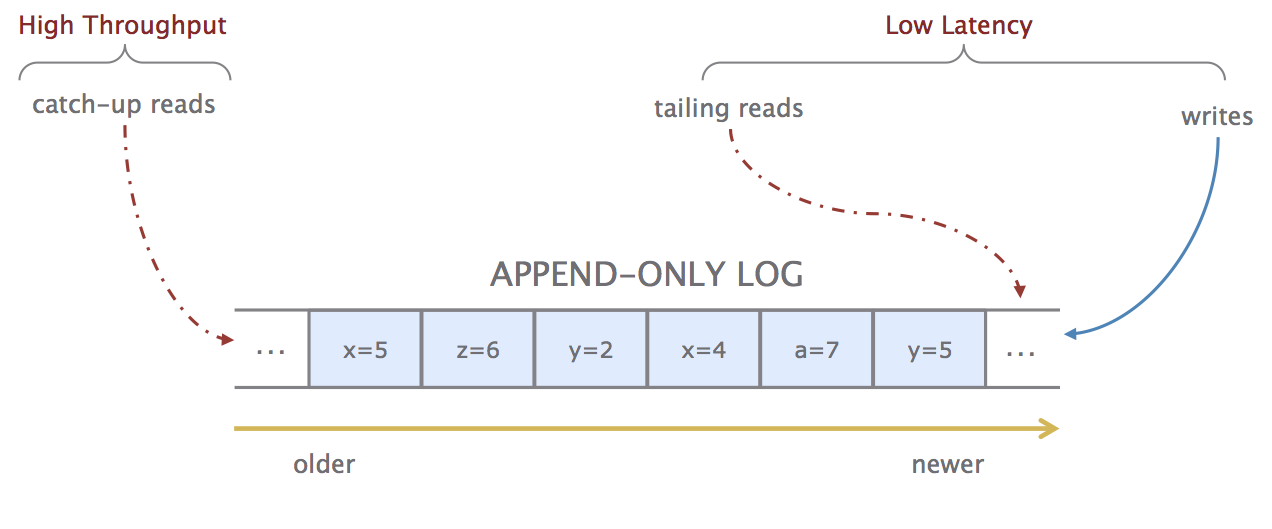 High Throughput
Low Latency
catch-up reads
tailing reads
writes
APPEND-ONLY LOG
... x=5 z=6 y=2 x=4 a=7 y=5 ...
older
newer